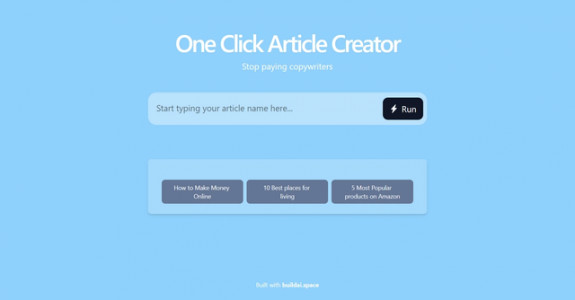 One Click Article Creator
Stop paying copywriters
Start typing your article name here...
Run
How to Make Money
Online
10 Best places for
living
5 Most Popular
products on Amazon
Built with buildai.space